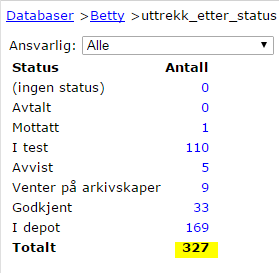 Databaser >Betty >uttrekk_etter_status
Ansvarlig: Alle
Status Antall
(ingen status) 0
Avtalt 0
Mottatt 1
I test 110
Avvist 5
Venter på arkivskaper 9
Godkjent 33
I depot 169
Totalt 327